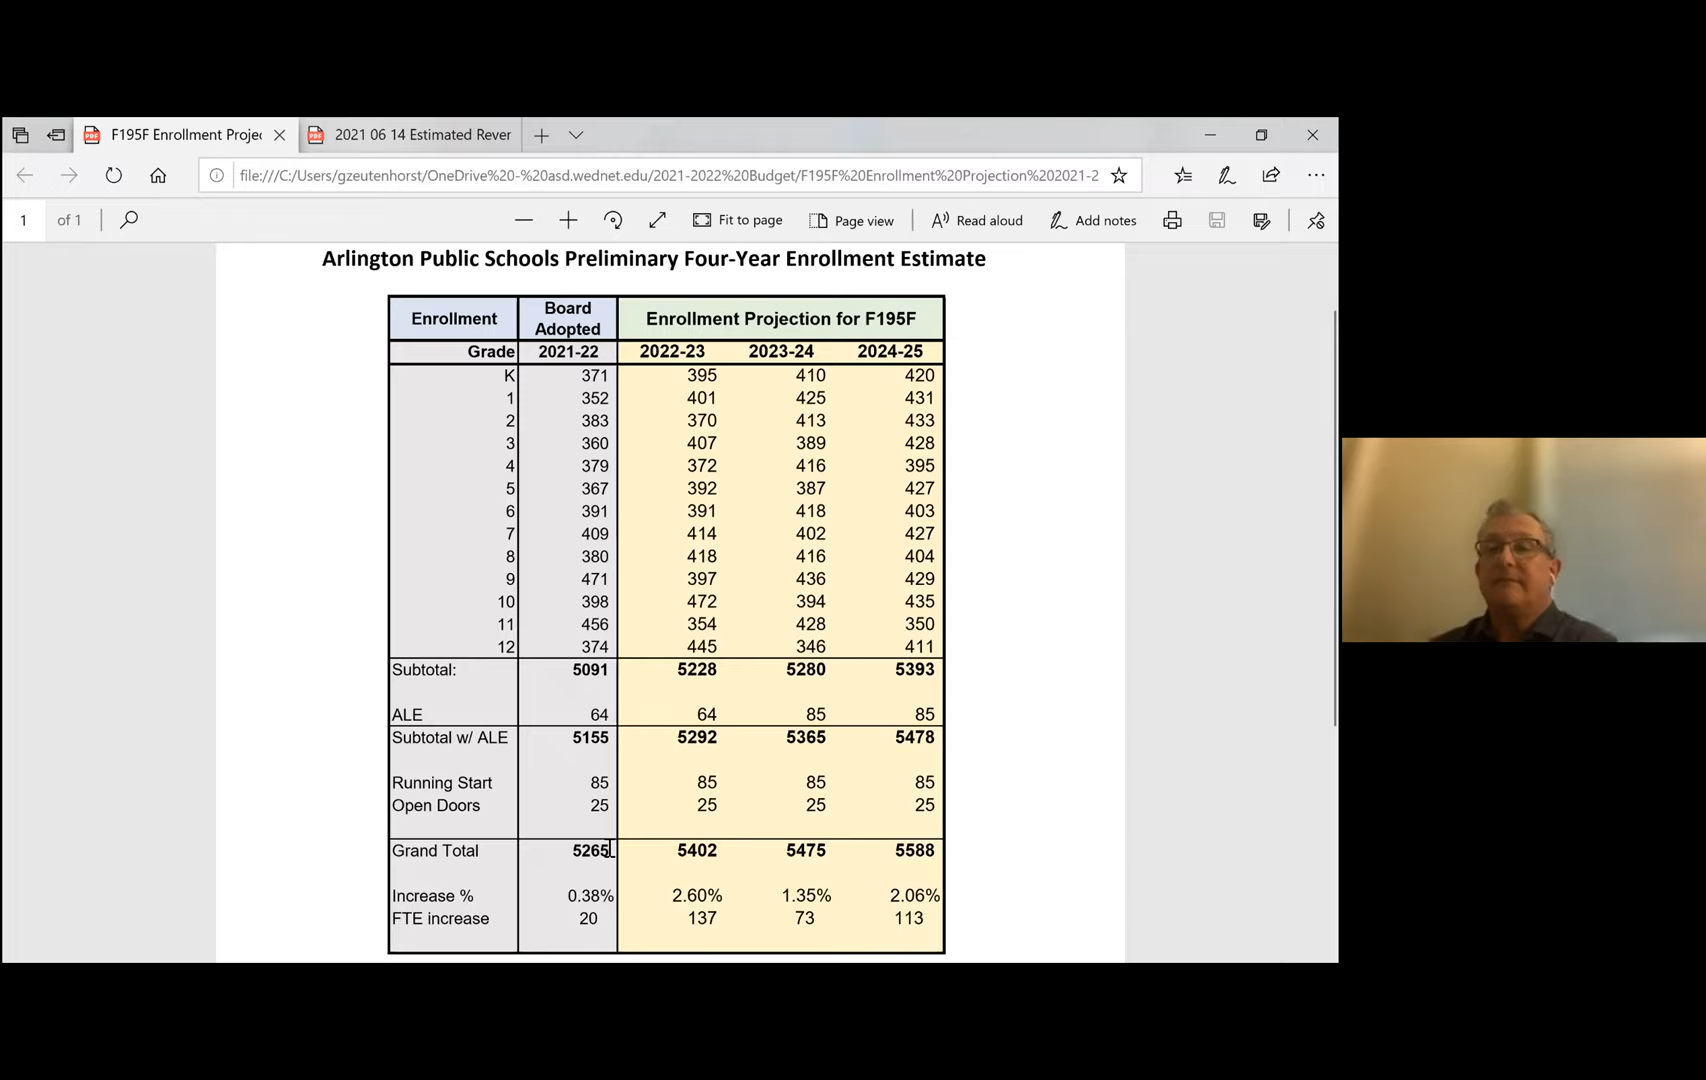 F195F Enrollment Projec
2021 06 14 Estimated Rever
file:///C:/Users/gzeutenhorst/OneDrive%20-%20asd.wednet.edu/2021-2022%20Budget/F195F%20Enrollment%20Projection%202021-2
1 of 1 Fit to page Page view Read aloud Add notes
Arlington Public Schools Preliminary Four-Year Enrollment Estimate
Enrollment Board Adopted Enrollment Projection for F195F
Grade 2021-22 2022-23 2023-24 2024-25
K 371 395 410 420
1 352 401 425 431
2 383 370 413 433
3 360 407 389 428
4 379 372 416 395
5 367 392 387 427
6 391 391 418 403
7 409 414 402 427
8 380 418 416 404
9 471 397 436 429
10 398 472 394 435
11 456 354 428 350
12 374 445 346 411
Subtotal: 5091 5228 5280 5393
ALE 64 64 85 85
Subtotal w/ ALE 5155 5292 5365 5478
Running Start 85 85 85 85
Open Doors 25 25 25 25
Grand Total 5265 5402 5475 5588
Increase % 0.38% 2.60% 1.35% 2.06%
FTE increase 20 137 73 113